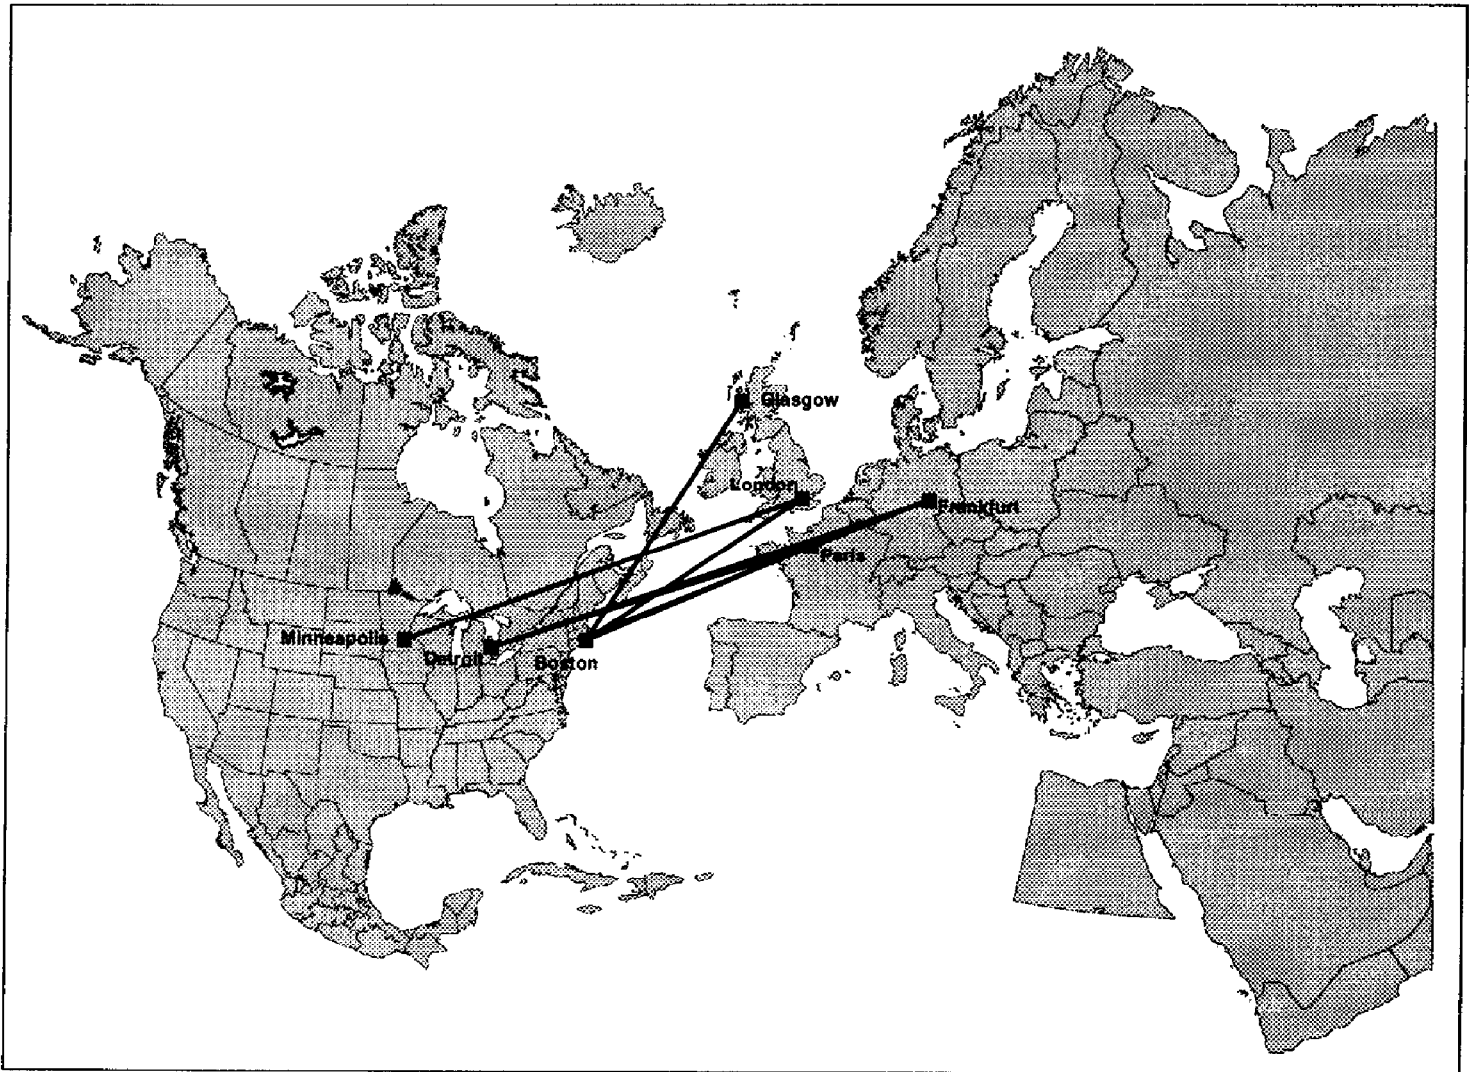 Glasgow
London
Frankfurt
Paris
Minneapolis
Detroit
Boston